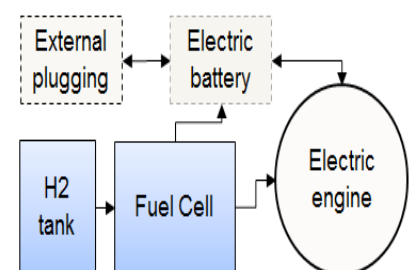 External
plugging
Electric
battery
H2
tank
Fuel Cell
Electric
engine